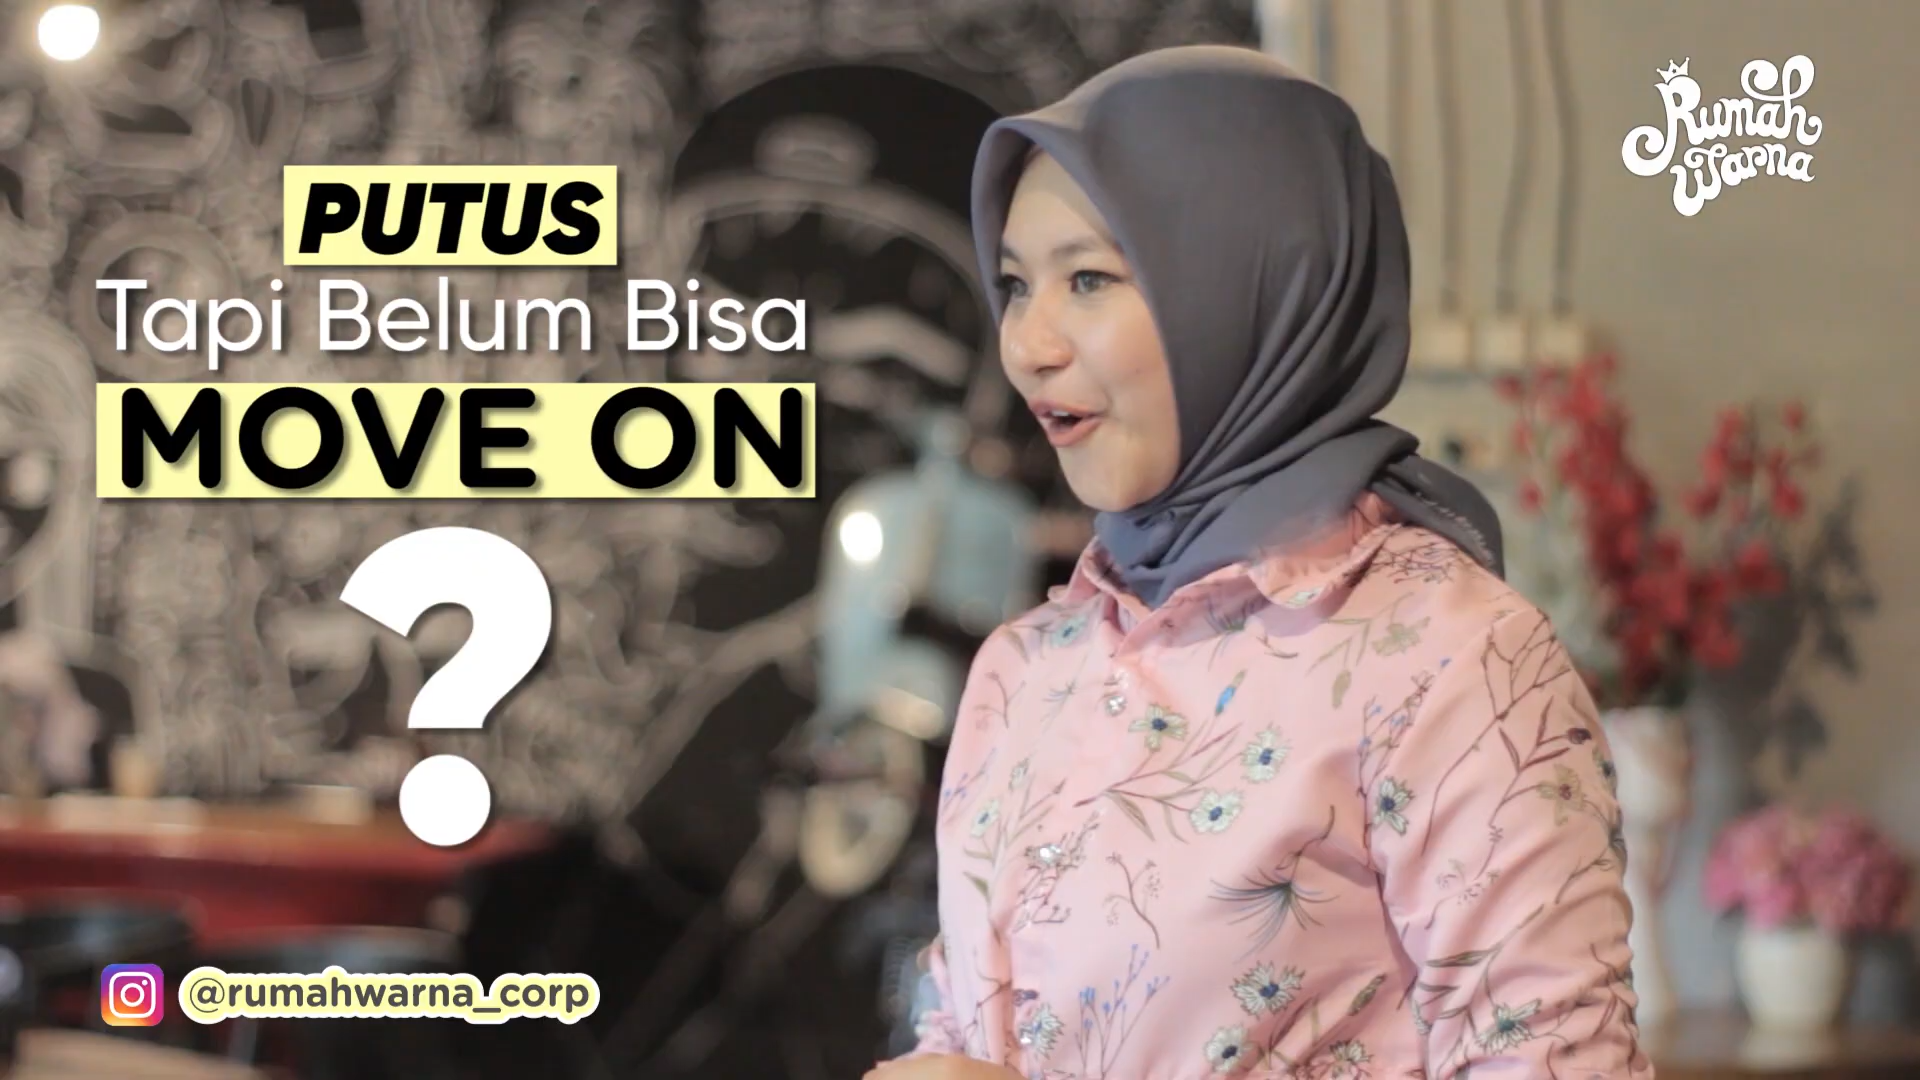 PUTUS
Tapi Belum Bisa
MOVE ON
?
Rumah
Warna
@rumahwarna_corp